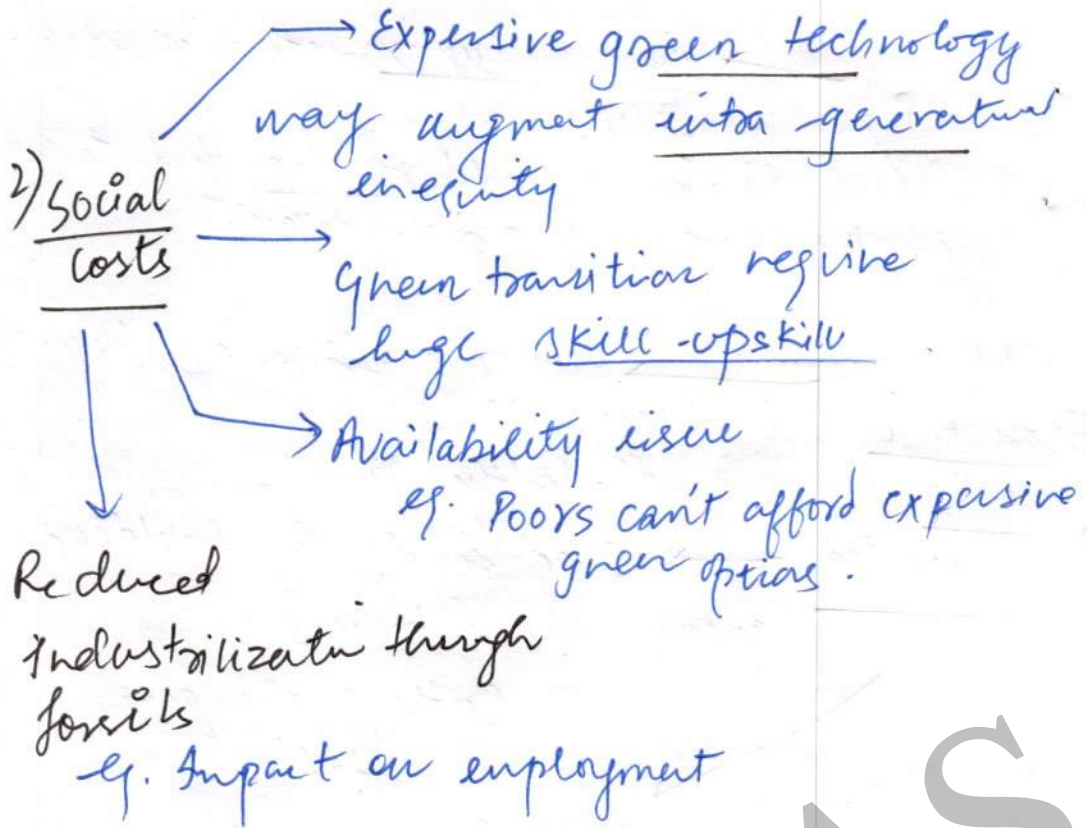 Expensive green technology
may augment intra-generational
inequity
2) Social
costs
Green transition require
huge skill-upskill
Availability issue
eg. Poors can't afford expensive
green options.
Reduced
industrilization through
fossils
eg. Impact on employment
S